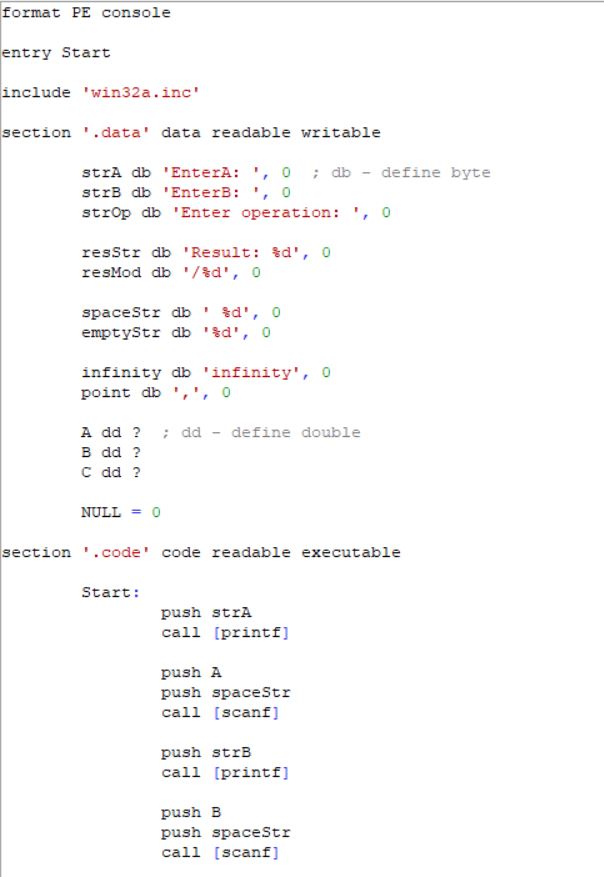 format PE console
entry Start
include 'win32a.inc'
section '.data' data readable writable
strA db 'EnterA: ', 0  ; db - define byte
strB db 'EnterB: ', 0
strOp db 'Enter operation: ', 0
resStr db 'Result: %d', 0
resMod db '/%d', 0
spaceStr db ' %d', 0
emptyStr db '%d', 0
infinity db 'infinity', 0
point db ',', 0
A dd ?  ; dd - define double
B dd ?
C dd ?
NULL = 0
section '.code' code readable executable
Start:
push strA
call [printf]
push A
push spaceStr
call [scanf]
push strB
call [printf]
push B
push spaceStr
call [scanf]